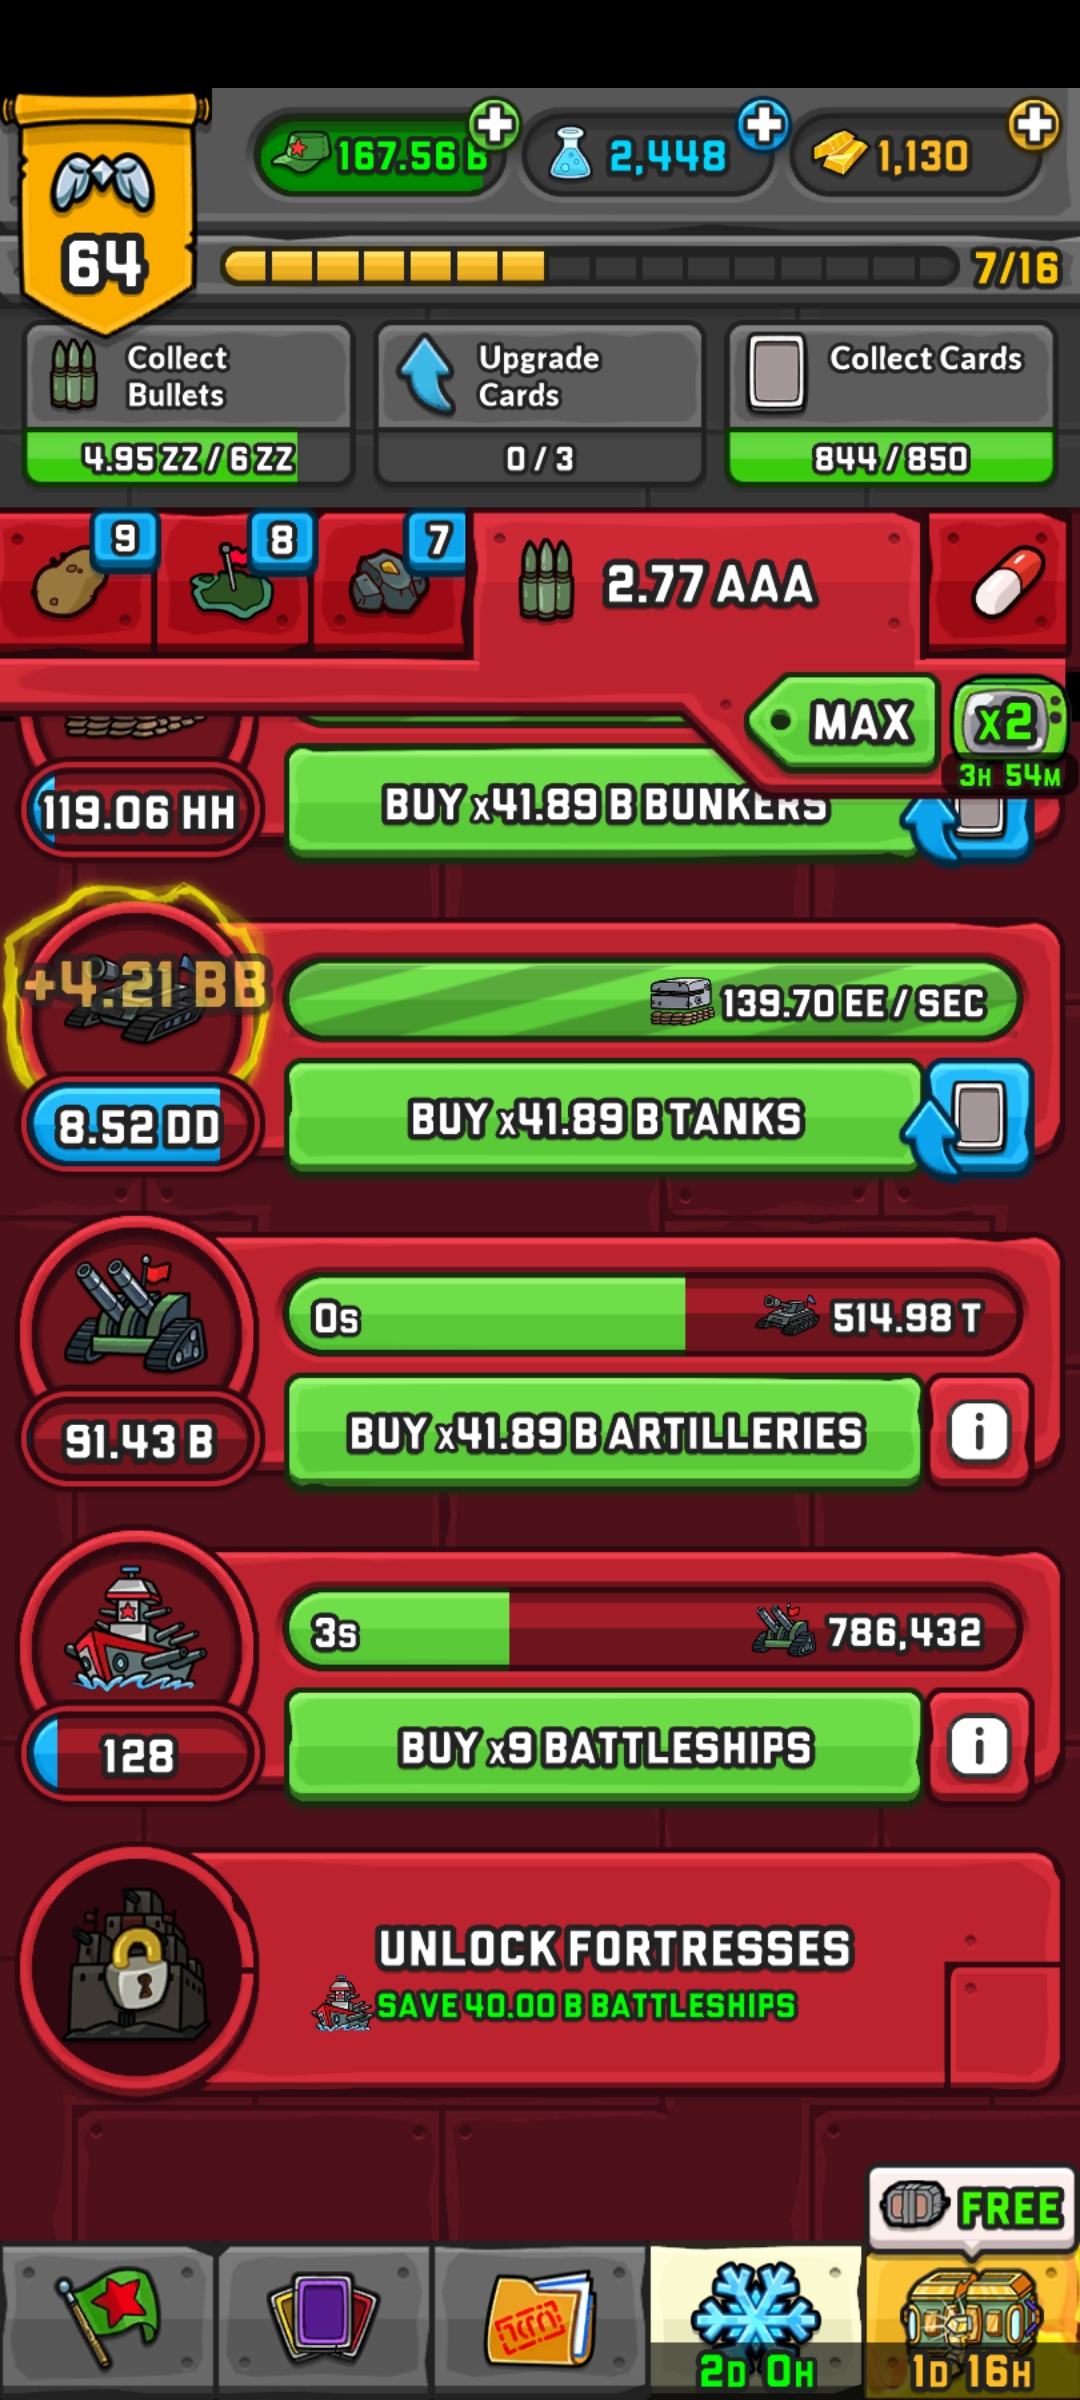 167.56 B
2,448
1,130
64
7/16
Collect
Bullets
Upgrade
Cards
Collect Cards
4.95 ZZ / 6 ZZ
0 / 3
844 / 850
9
8
7
2.77 AAA
MAX
x2
3H 54M
119.06 HH
BUY x41.89 B BUNKERS
+4.21 BB
139.70 EE / SEC
8.52 DD
BUY x41.89 B TANKS
0s
514.98 T
91.43 B
BUY x41.89 B ARTILLERIES
i
3s
786,432
128
BUY x9 BATTLESHIPS
i
UNLOCK FORTRESSES
SAVE 40.00 B BATTLESHIPS
FREE
2D 0H
1D 16H